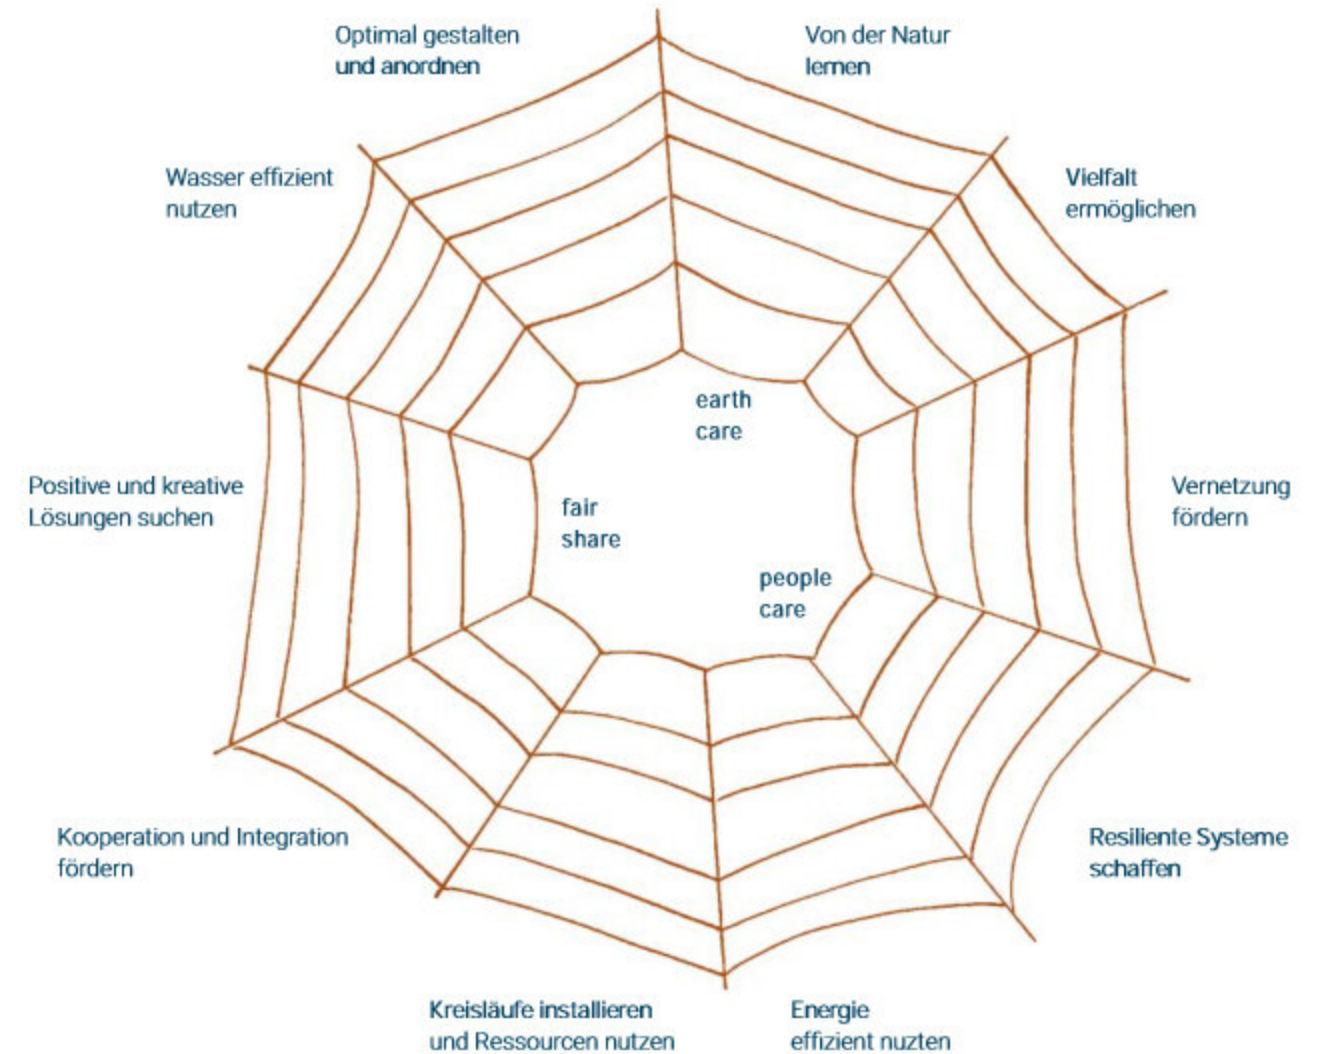 Optimal gestalten
und anordnen
Von der Natur
lernen
Wasser effizient
nutzen
Vielfalt
ermöglichen
earth
care
Positive und kreative
Lösungen suchen
fair
share
Vernetzung
fördern
people
care
Kooperation und Integration
fördern
Resiliente Systeme
schaffen
Kreisläufe installieren
und Ressourcen nutzen
Energie
effizient nuzten